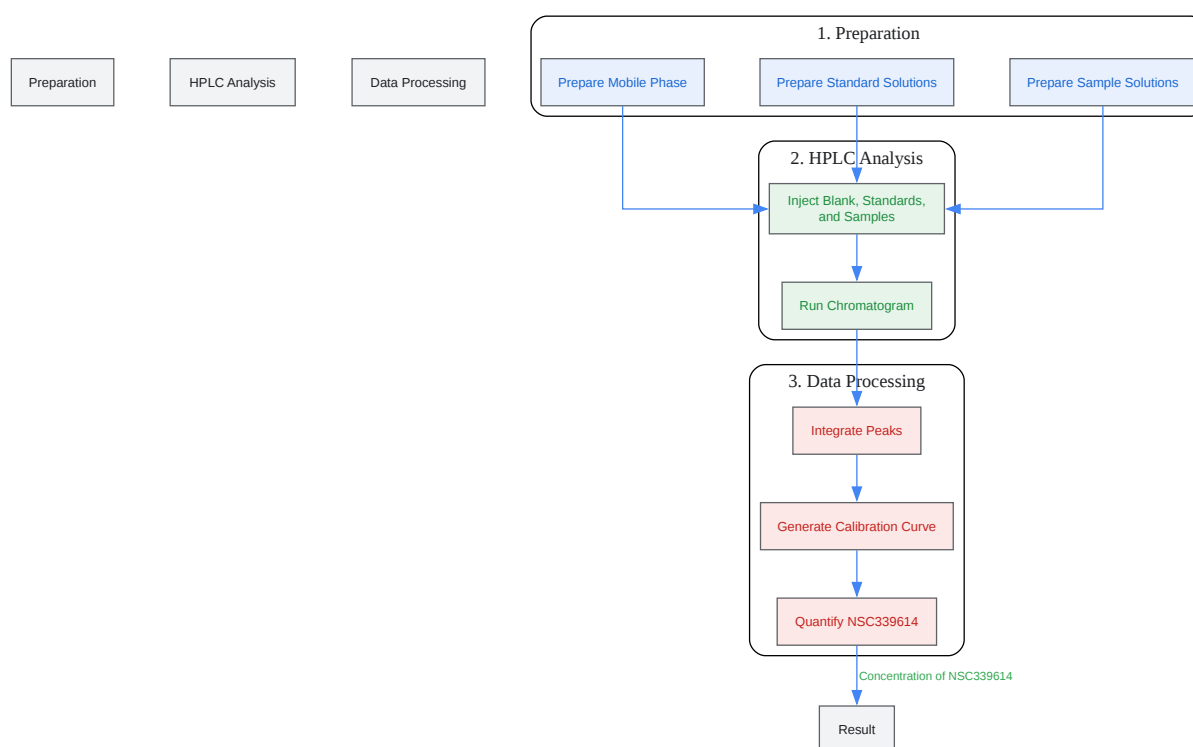 1. Preparation
Preparation
HPLC Analysis
Data Processing
Prepare Mobile Phase
Prepare Standard Solutions
Prepare Sample Solutions
2. HPLC Analysis
Inject Blank, Standards,
and Samples
Run Chromatogram
3. Data Processing
Integrate Peaks
Generate Calibration Curve
Quantify NSC339614
Concentration of NSC339614
Result